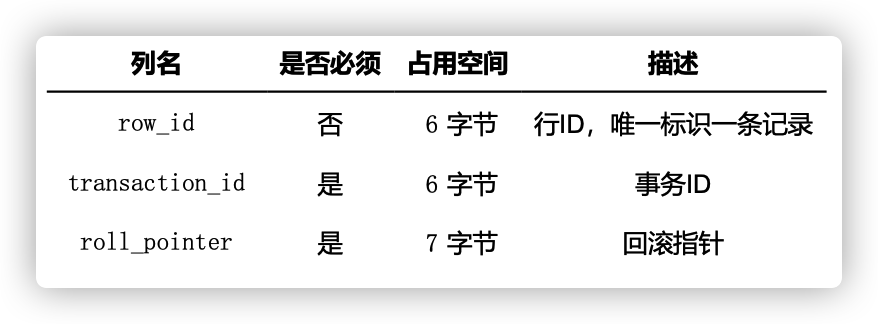 列名 是否必须 占用空间 描述
row_id 否 6 字节 行ID，唯一标识一条记录
transaction_id 是 6 字节 事务ID
roll_pointer 是 7 字节 回滚指针